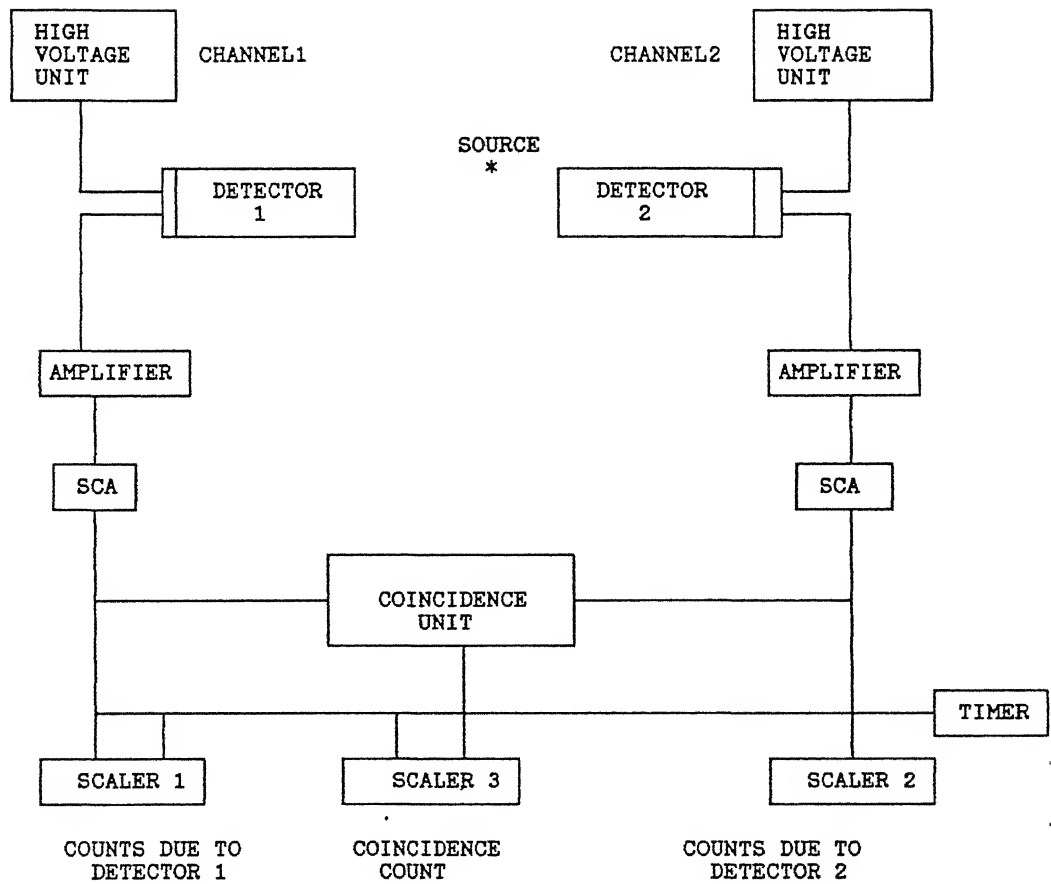 HIGH
VOLTAGE
UNIT
CHANNEL1
CHANNEL2
HIGH
VOLTAGE
UNIT
SOURCE
*
DETECTOR
1
DETECTOR
2
AMPLIFIER
AMPLIFIER
SCA
SCA
COINCIDENCE
UNIT
TIMER
SCALER 1
SCALER 3
SCALER 2
COUNTS DUE TO
DETECTOR 1
COINCIDENCE
COUNT
COUNTS DUE TO
DETECTOR 2